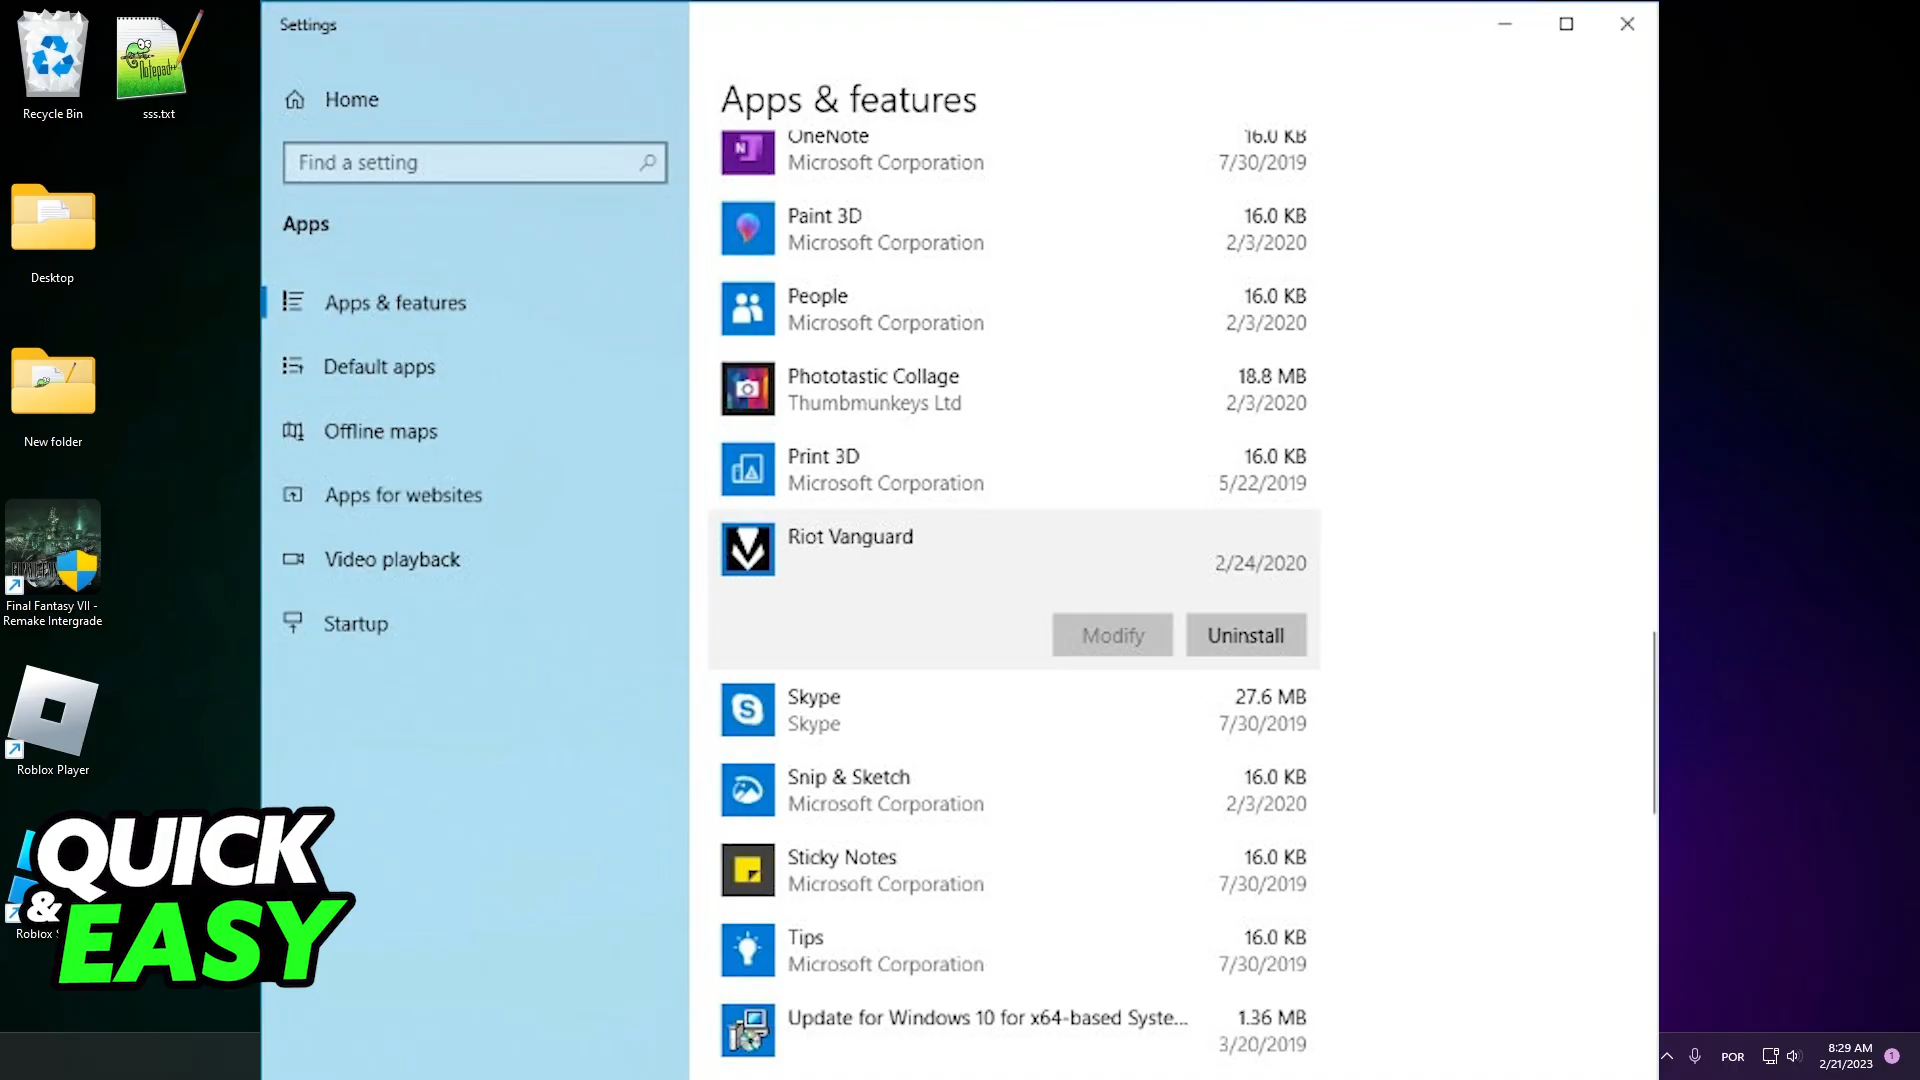 Recycle Bin
Notepad++
sss.txt
Desktop
New folder
Final Fantasy VII -
Remake Intergrade
Roblox Player
Roblox
QUICK
&
EASY
Settings
Home
Find a setting
Apps
Apps & features
Default apps
Offline maps
Apps for websites
Video playback
Startup
Apps & features
OneNote 16.0 KB
Microsoft Corporation 7/30/2019
Paint 3D 16.0 KB
Microsoft Corporation 2/3/2020
People 16.0 KB
Microsoft Corporation 2/3/2020
Phototastic Collage 18.8 MB
Thumbmunkeys Ltd 2/3/2020
Print 3D 16.0 KB
Microsoft Corporation 5/22/2019
Riot Vanguard
2/24/2020
Modify Uninstall
Skype 27.6 MB
Skype 7/30/2019
Snip & Sketch 16.0 KB
Microsoft Corporation 2/3/2020
Sticky Notes 16.0 KB
Microsoft Corporation 7/30/2019
Tips 16.0 KB
Microsoft Corporation 7/30/2019
Update for Windows 10 for x64-based Syste... 1.36 MB
3/20/2019
POR
8:29 AM
2/21/2023
1